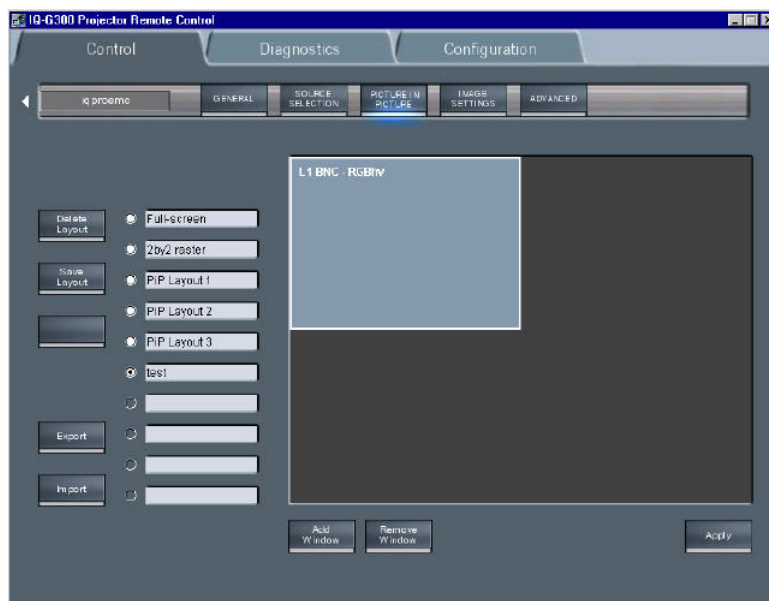 IQ-G300 Projector Remote Control
Control
Diagnostics
Configuration
iq proemc
GENERAL
SOURCE
SELECTION
PICTURE IN
PICTURE
IMAGE
SETTINGS
ADVANCED
L1 BNC - RGBhv
Delete
Layout
Full-screen
2by2 raster
Save
Layout
PiP Layout 1
PiP Layout 2
PiP Layout 3
test
Export
Import
Add
Window
Remove
Window
Apply